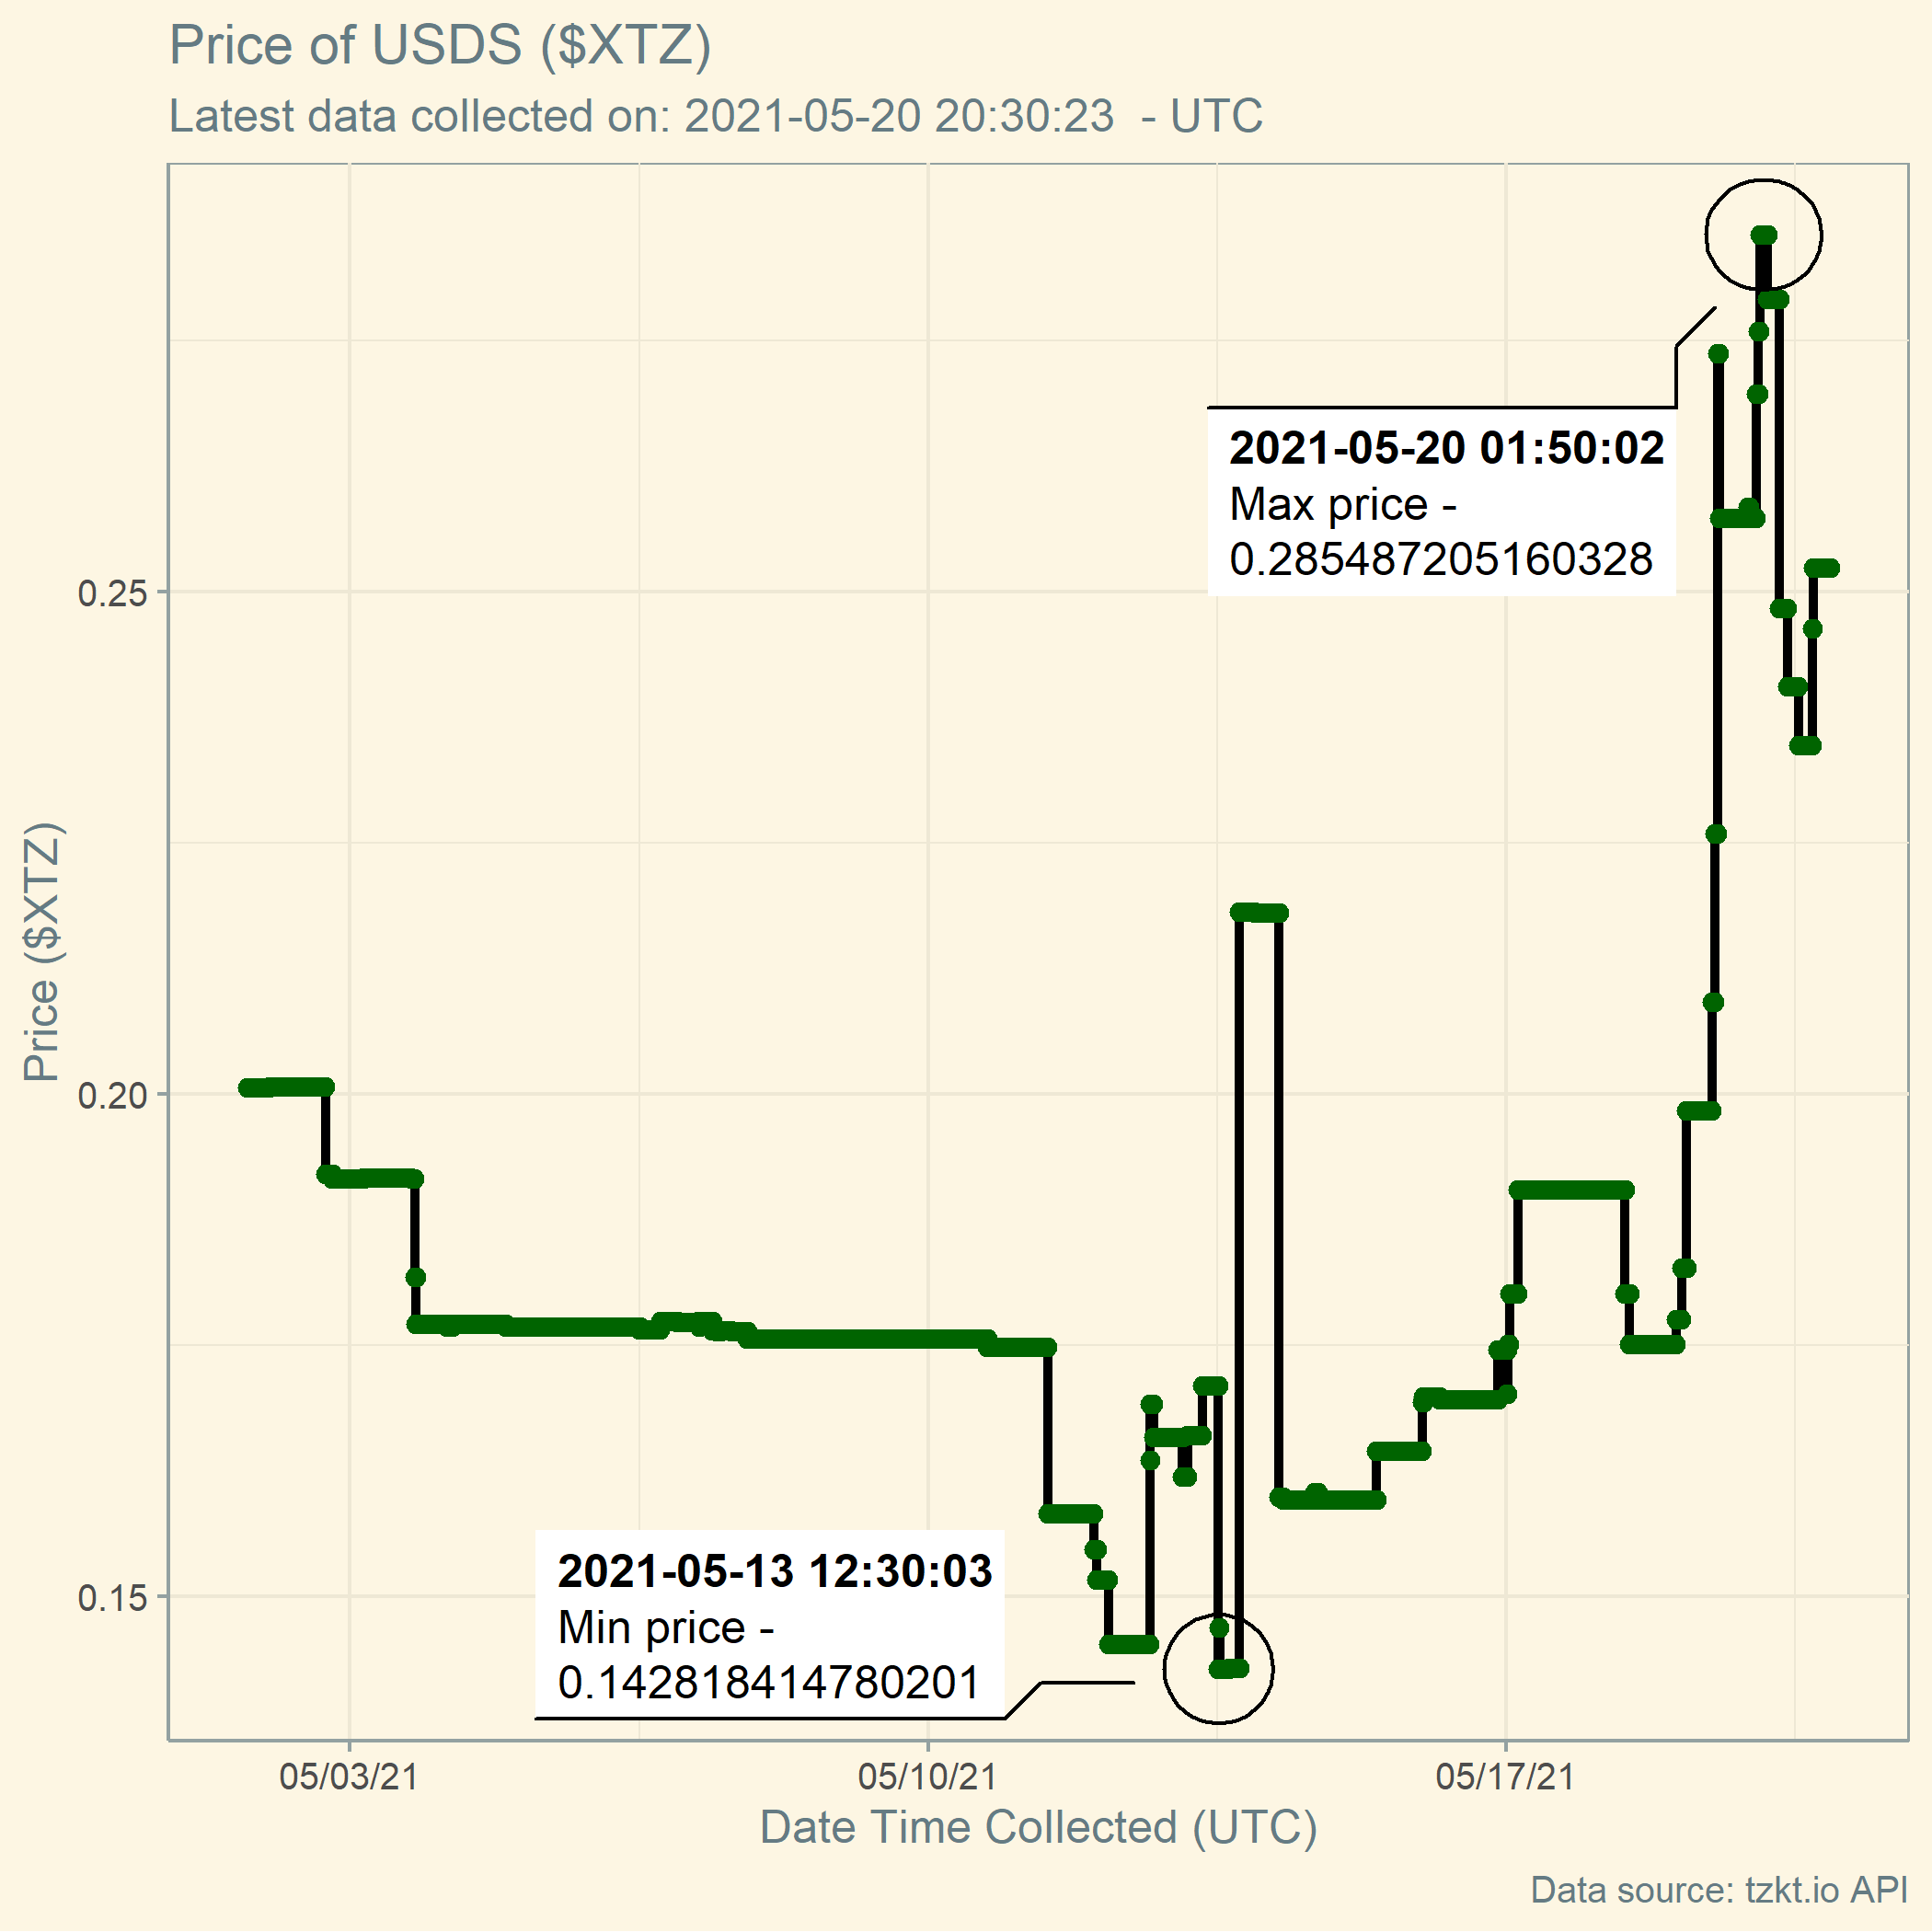 Price of USDS ($XTZ)
Latest data collected on: 2021-05-20 20:30:23  - UTC
2021-05-20 01:50:02
Max price -
0.285487205160328
0.25
0.20
0.15
Price ($XTZ)
2021-05-13 12:30:03
Min price -
0.142818414780201
05/03/21
05/10/21
05/17/21
Date Time Collected (UTC)
Data source: tzkt.io API